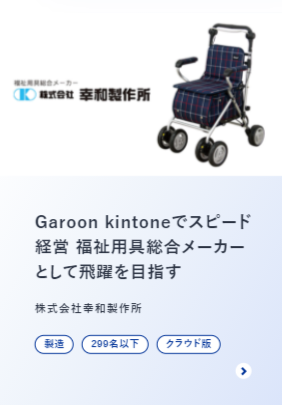 福祉用具総合メーカー
株式会社 幸和製作所
Garoon kintoneでスピード
経営 福祉用具総合メーカー
として飛躍を目指す
株式会社幸和製作所
製造 299名以下 クラウド版